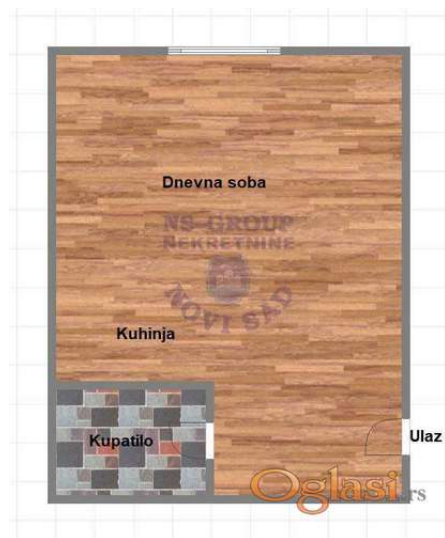 Dnevna soba
NS-GROUP
NEKRETNINE
NOVI SAD
Kuhinja
Kupatilo
Ulaz
Oglasi.rs